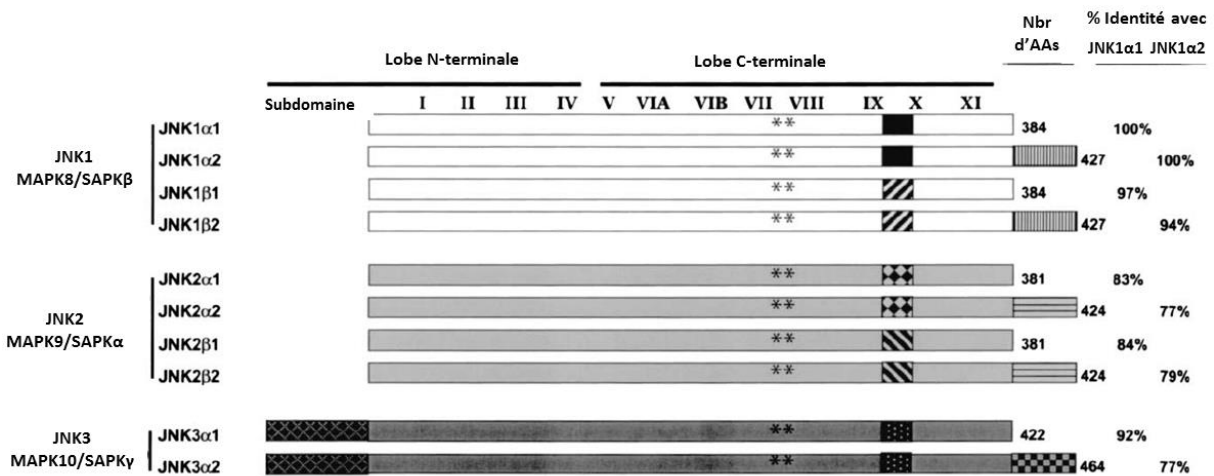 Nbr % Identité avec
d'AAs JNK1α1 JNK1α2
Lobe N-terminale Lobe C-terminale
Subdomaine I II III IV V VIA VIB VII VIII IX X XI
JNK1
MAPK8/SAPKβ
JNK1α1 ** 384 100%
JNK1α2 ** 427 100%
JNK1β1 ** 384 97%
JNK1β2 ** 427 94%
JNK2
MAPK9/SAPKα
JNK2α1 ** 381 83%
JNK2α2 ** 424 77%
JNK2β1 ** 381 84%
JNK2β2 ** 424 79%
JNK3
MAPK10/SAPKγ
JNK3α1 ** 422 92%
JNK3α2 ** 464 77%